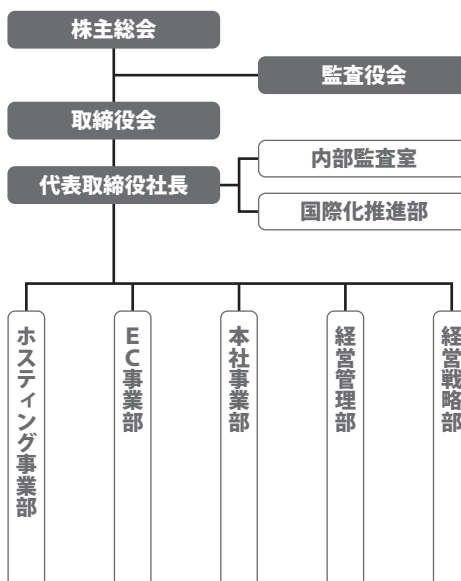 株主総会
監査役会
取締役会
代表取締役社長
内部監査室
国際化推進部
ホスティング事業部
EC事業部
本社事業部
経営管理部
経営戦略部